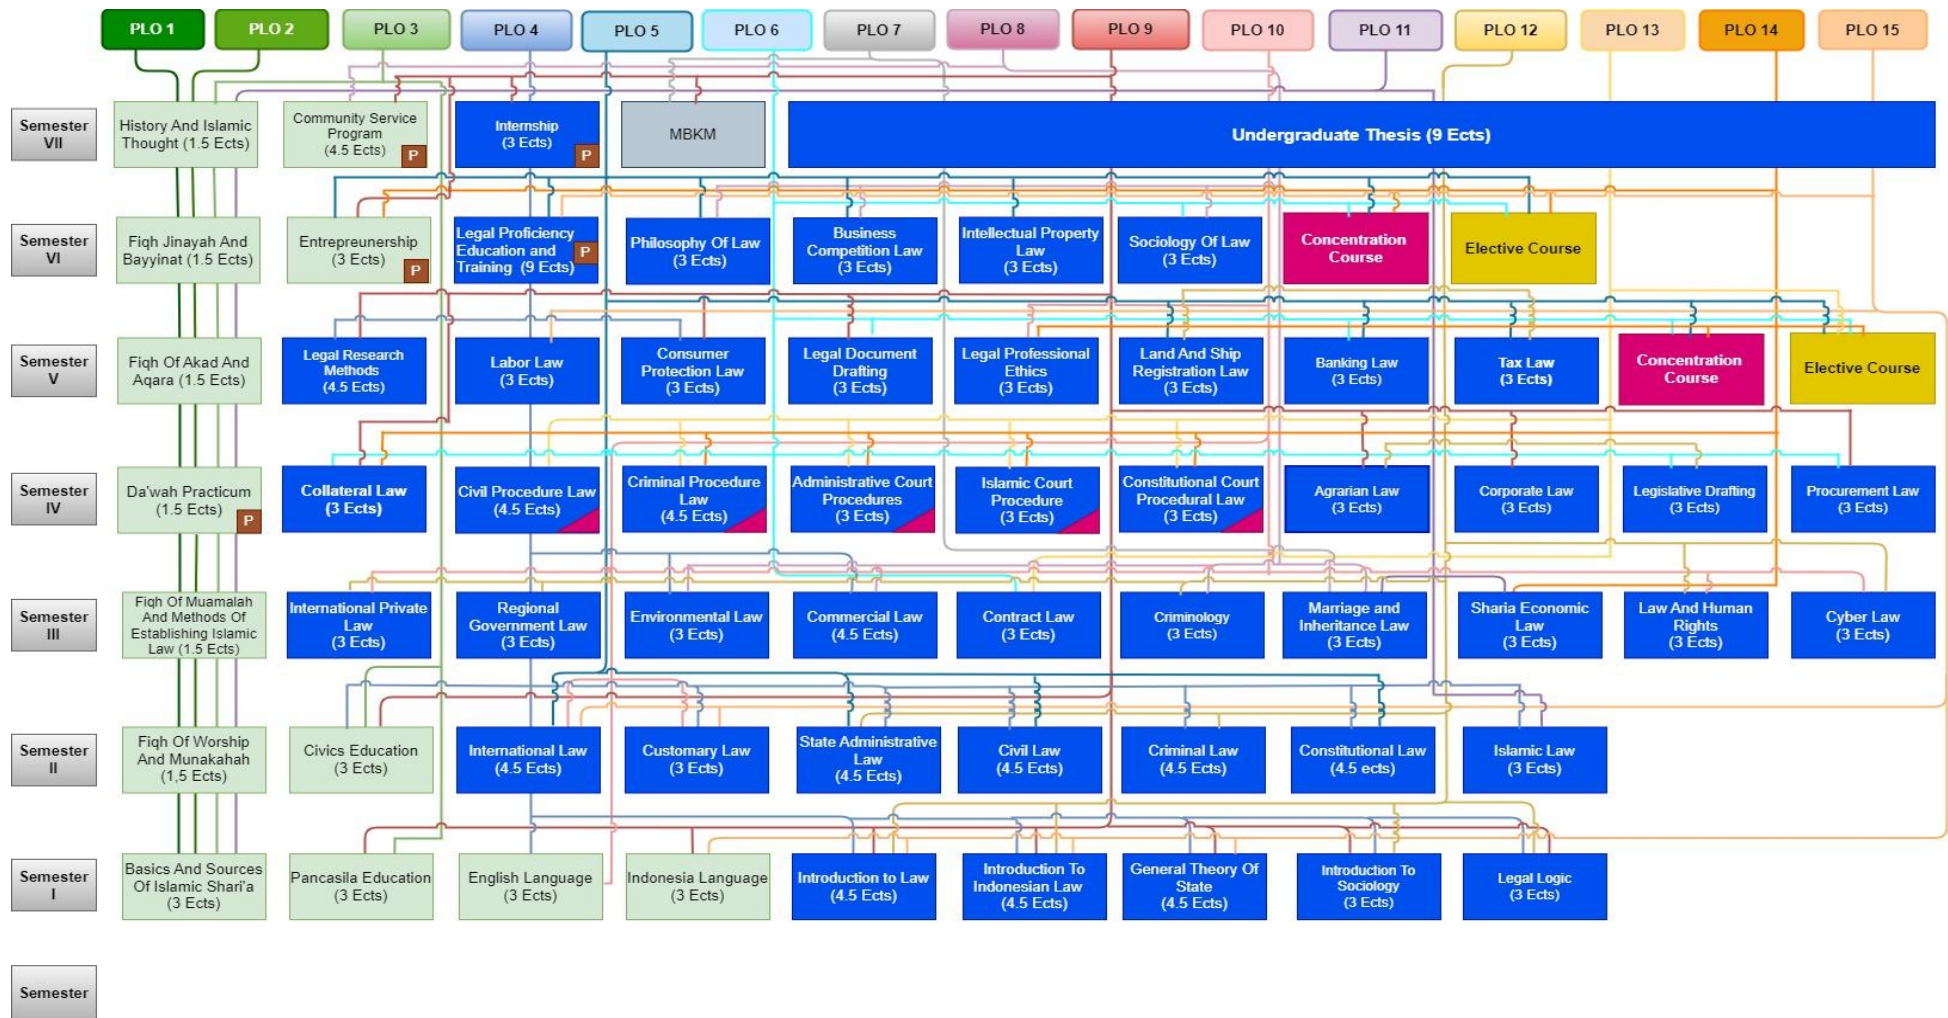 PLO 1
PLO 2
PLO 3
PLO 4
PLO 5
PLO 6
PLO 7
PLO 8
PLO 9
PLO 10
PLO 11
PLO 12
PLO 13
PLO 14
PLO 15
Semester
VII
History And Islamic
Thought (1.5 Ects)
Community Service
Program
(4.5 Ects)
P
Internship
(3 Ects)
P
MBKM
Undergraduate Thesis (9 Ects)
Semester
VI
Fiqh Jinayah And
Bayyinat (1.5 Ects)
Entrepreunership
(3 Ects)
P
Legal Proficiency
Education and
Training (9 Ects)
P
Philosophy Of Law
(3 Ects)
Business
Competition Law
(3 Ects)
Intellectual Property
Law
(3 Ects)
Sociology Of Law
(3 Ects)
Concentration
Course
Elective Course
Semester
V
Fiqh Of Akad And
Aqara (1.5 Ects)
Legal Research
Methods
(4.5 Ects)
Labor Law
(3 Ects)
Consumer
Protection Law
(3 Ects)
Legal Document
Drafting
(3 Ects)
Legal Professional
Ethics
(3 Ects)
Land And Ship
Registration Law
(3 Ects)
Banking Law
(3 Ects)
Tax Law
(3 Ects)
Concentration
Course
Elective Course
Semester
IV
Da'wah Practicum
(1.5 Ects)
P
Collateral Law
(3 Ects)
Civil Procedure Law
(4.5 Ects)
Criminal Procedure
Law
(4.5 Ects)
Administrative Court
Procedures
(3 Ects)
Islamic Court
Procedure
(3 Ects)
Constitutional Court
Procedural Law
(3 Ects)
Agrarian Law
(3 Ects)
Corporate Law
(3 Ects)
Legislative Drafting
(3 Ects)
Procurement Law
(3 Ects)
Semester
III
Fiqh Of Muamalah
And Methods Of
Establishing Islamic
Law (1.5 Ects)
International Private
Law
(3 Ects)
Regional
Government Law
(3 Ects)
Environmental Law
(3 Ects)
Commercial Law
(4.5 Ects)
Contract Law
(3 Ects)
Criminology
(3 Ects)
Marriage and
Inheritance Law
(3 Ects)
Sharia Economic
Law
(3 Ects)
Law And Human
Rights
(3 Ects)
Cyber Law
(3 Ects)
Semester
II
Fiqh Of Worship
And Munakahah
(1,5 Ects)
Civics Education
(3 Ects)
International Law
(4.5 Ects)
Customary Law
(3 Ects)
State Administrative
Law
(4.5 Ects)
Civil Law
(4.5 Ects)
Criminal Law
(4.5 Ects)
Constitutional Law
(4.5 ects)
Islamic Law
(3 Ects)
Semester
I
Basics And Sources
Of Islamic Shari'a
(3 Ects)
Pancasila Education
(3 Ects)
English Language
(3 Ects)
Indonesia Language
(3 Ects)
Introduction to Law
(4.5 Ects)
Introduction To
Indonesian Law
(4.5 Ects)
General Theory Of
State
(4.5 Ects)
Introduction To
Sociology
(3 Ects)
Legal Logic
(3 Ects)
Semester